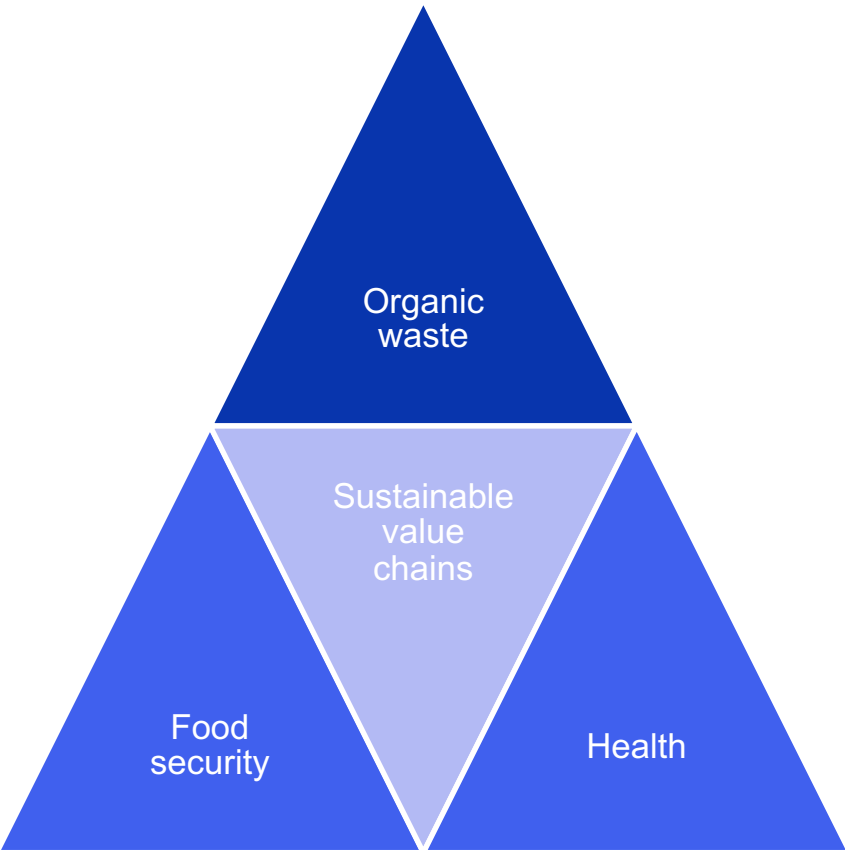 Organic
waste
Sustainable
value
chains
Food
security
Health